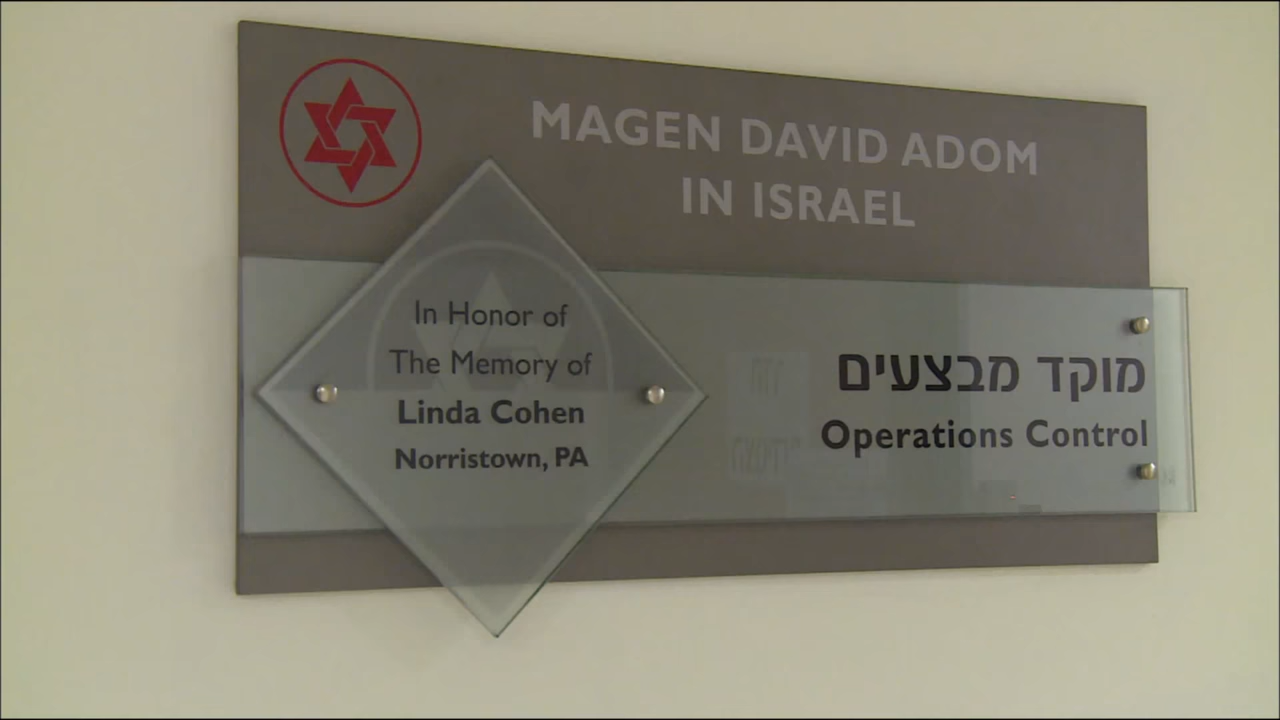 MAGEN DAVID ADOM
IN ISRAEL
In Honor of
The Memory of
Linda Cohen
Norristown, PA
מוקד מבצעים
Operations Control